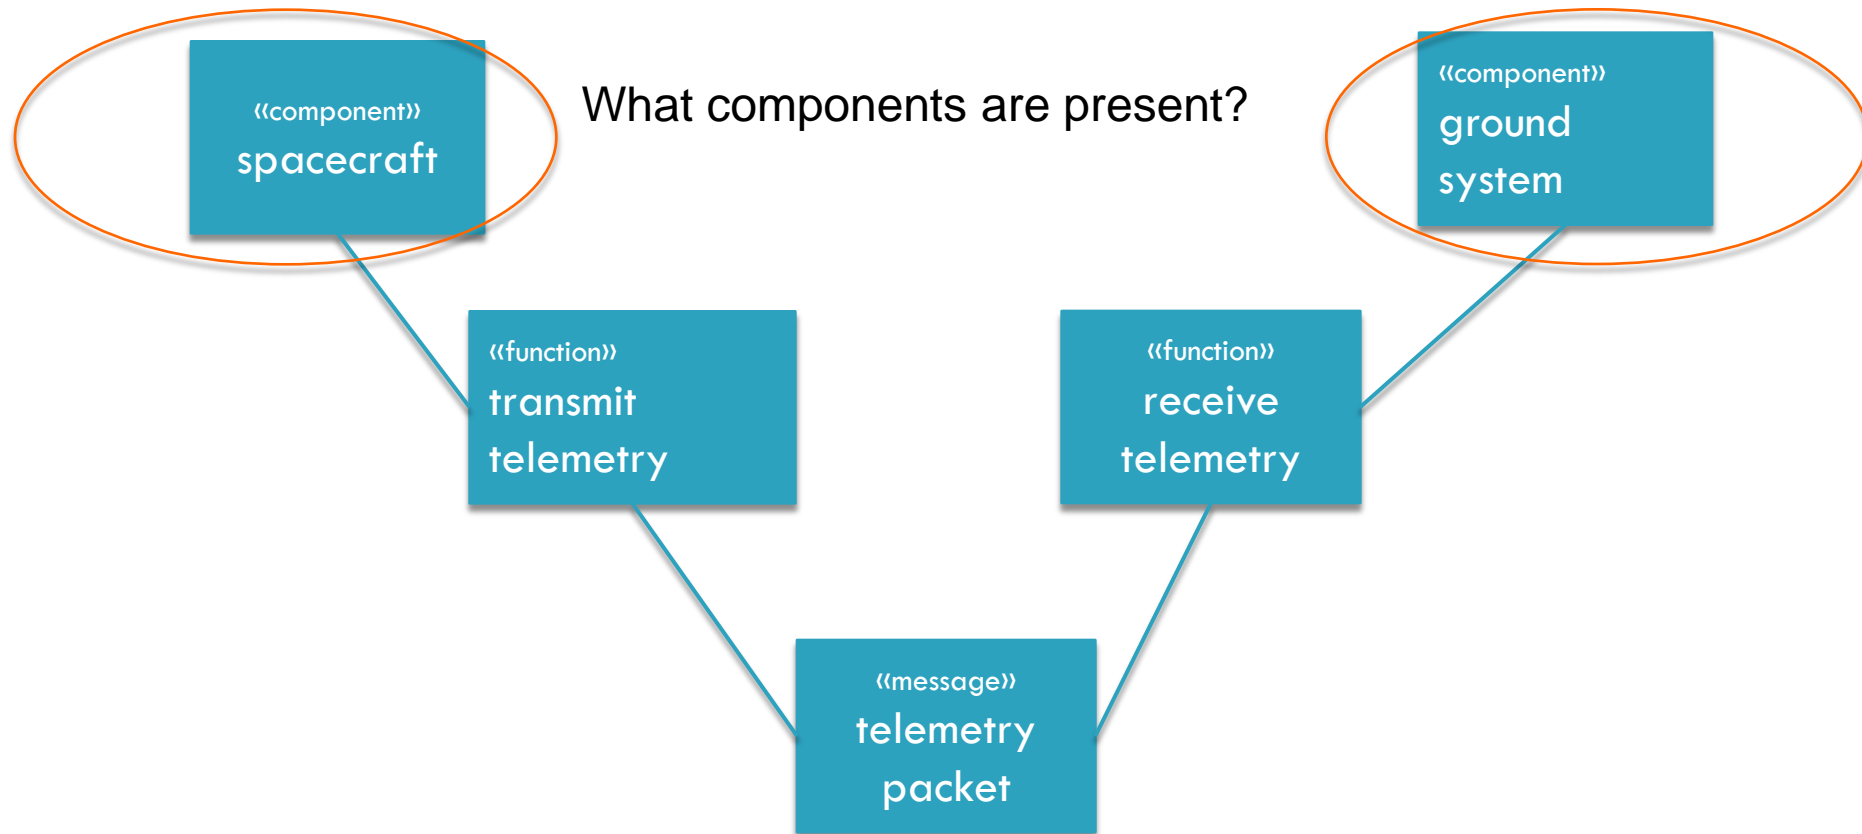 «component»
spacecraft
What components are present?
«component»
ground
system
«function»
transmit
telemetry
«function»
receive
telemetry
«message»
telemetry
packet